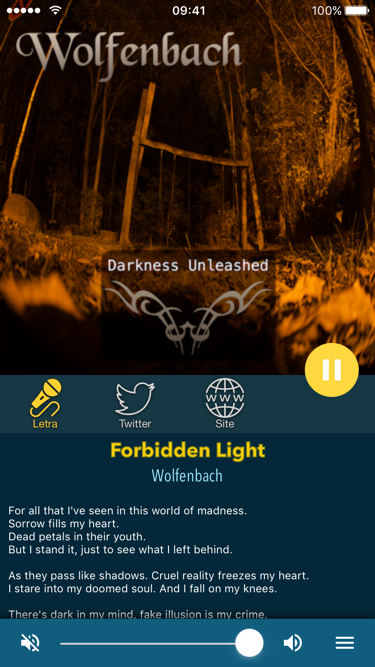 09:41
100%
Wolfenbach
Darkness Unleashed
Letra
Twitter
WWW
Site
Forbidden Light
Wolfenbach
For all that I've seen in this world of madness.
Sorrow fills my heart.
Dead petals in their youth.
But I stand it, just to see what I left behind.
As they pass like shadows. Cruel reality freezes my heart.
I stare into my doomed soul. And I fall on my knees.
There's dark in my mind, fake illusion is my crime.